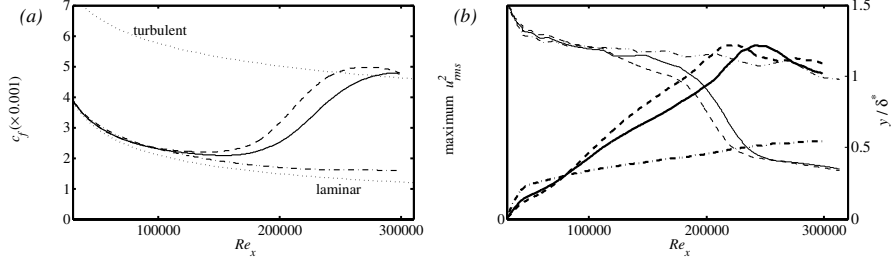 (a)
7
6
5
4
3
2
1
0
c_f (× 0.001)
turbulent
laminar
100000
200000
300000
Re_x
(b)
maximum u²_rms
0
1.5
1
0.5
0
y / δ*
100000
200000
300000
Re_x